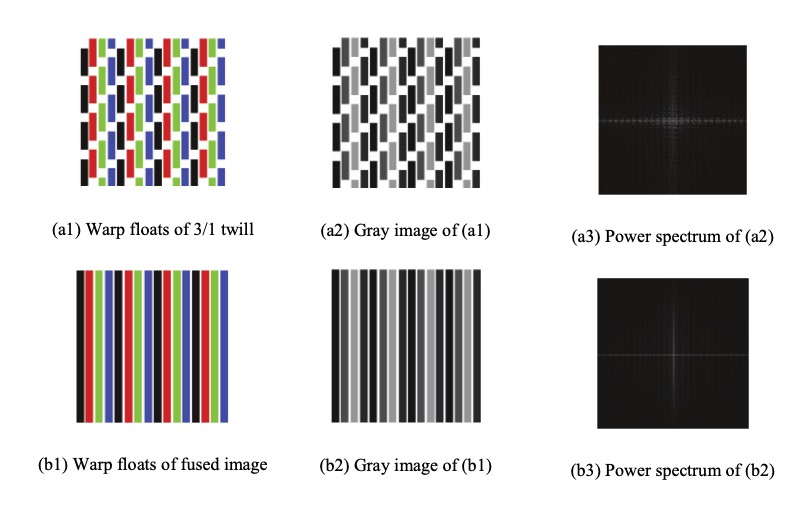 (a1) Warp floats of 3/1 twill
(a2) Gray image of (a1)
(a3) Power spectrum of (a2)
(b1) Warp floats of fused image
(b2) Gray image of (b1)
(b3) Power spectrum of (b2)